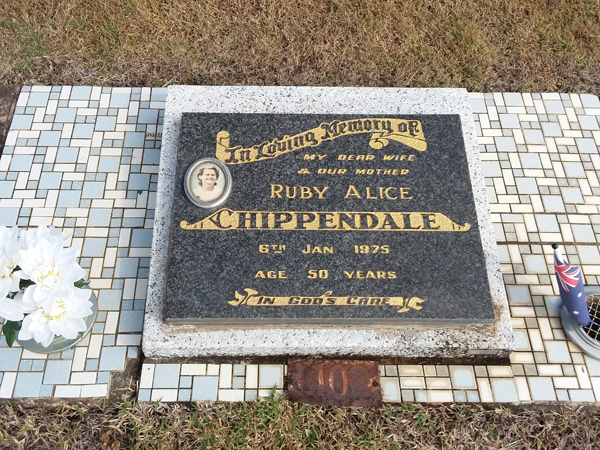 In Loving Memory of
MY DEAR WIFE
& OUR MOTHER
RUBY ALICE
CHIPPENDALE
6TH JAN 1975
AGE 50 YEARS
IN GOD'S CARE